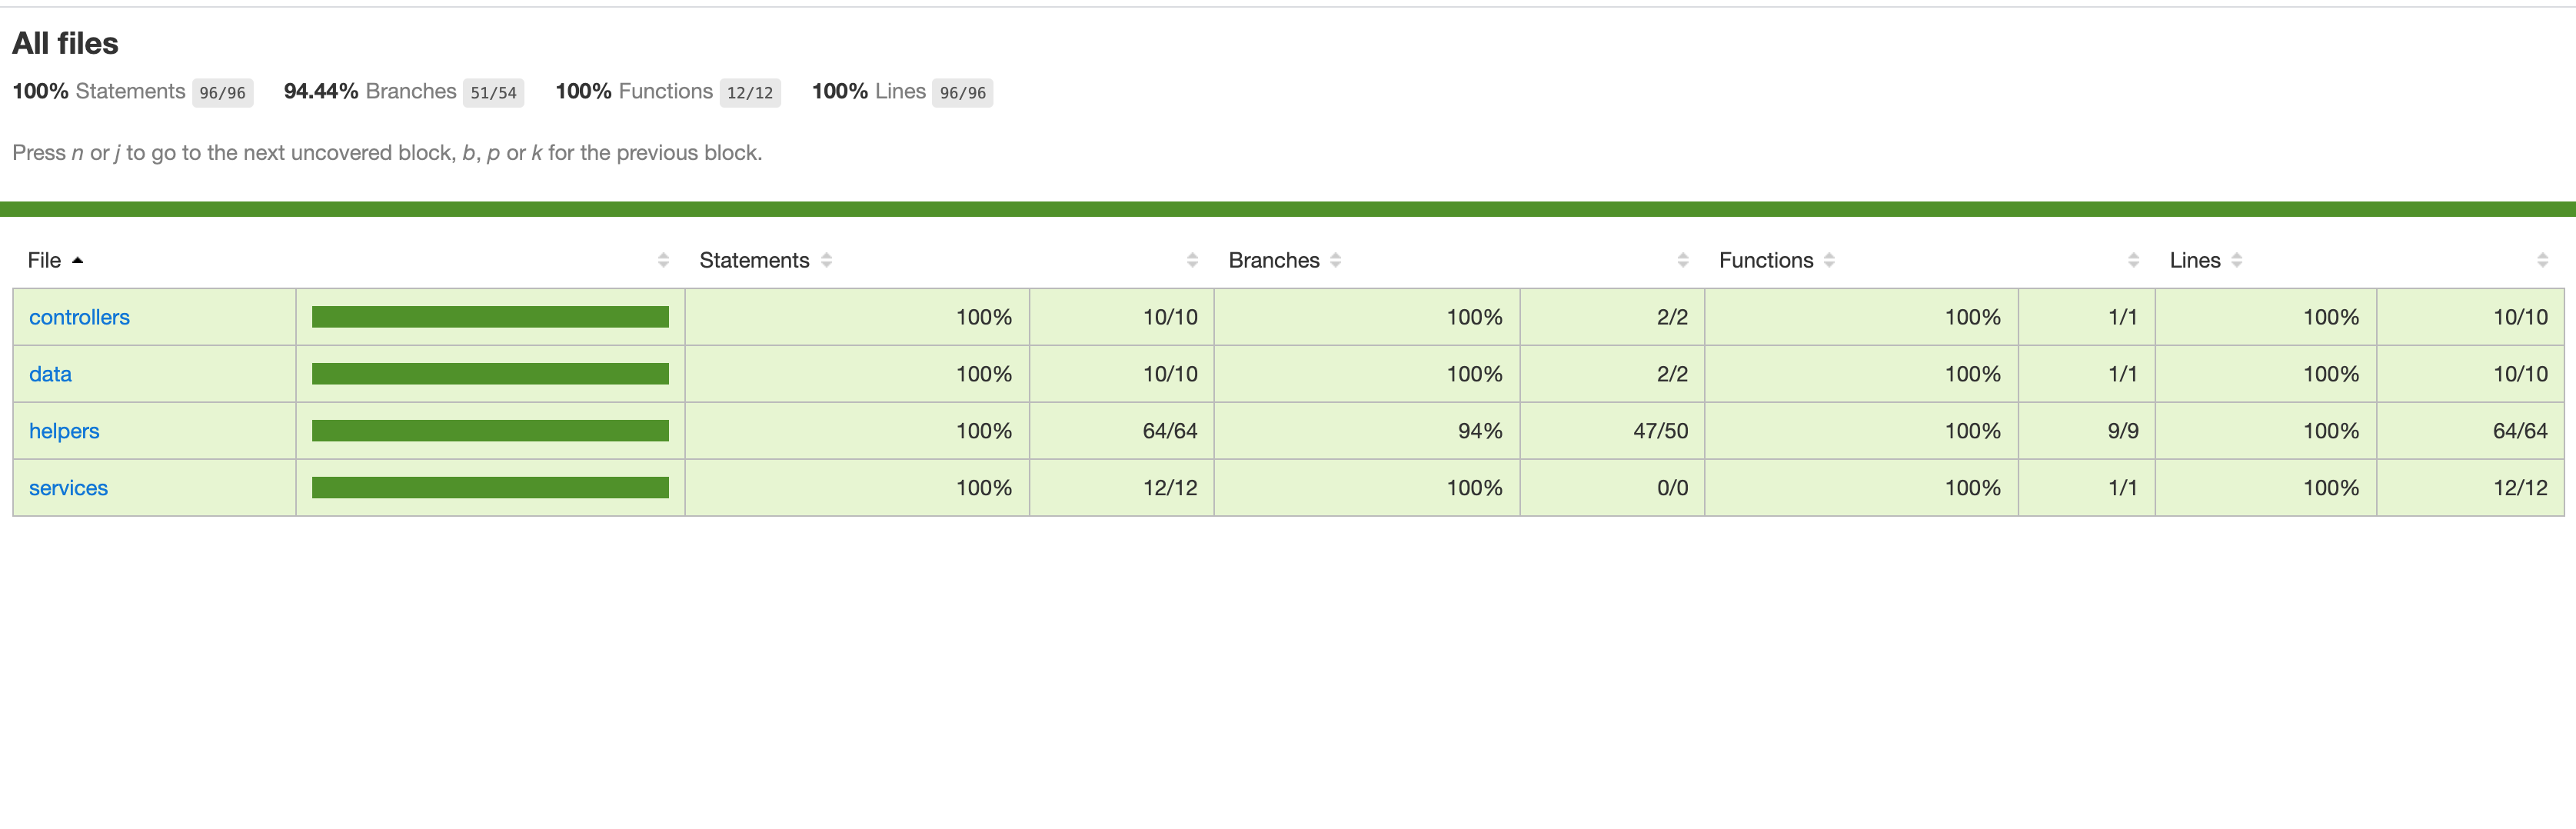 All files
100% Statements 96/96 94.44% Branches 51/54 100% Functions 12/12 100% Lines 96/96
Press n or j to go to the next uncovered block, b, p or k for the previous block.
File Statements Branches Functions Lines
controllers 100% 10/10 100% 2/2 100% 1/1 100% 10/10
data 100% 10/10 100% 2/2 100% 1/1 100% 10/10
helpers 100% 64/64 94% 47/50 100% 9/9 100% 64/64
services 100% 12/12 100% 0/0 100% 1/1 100% 12/12